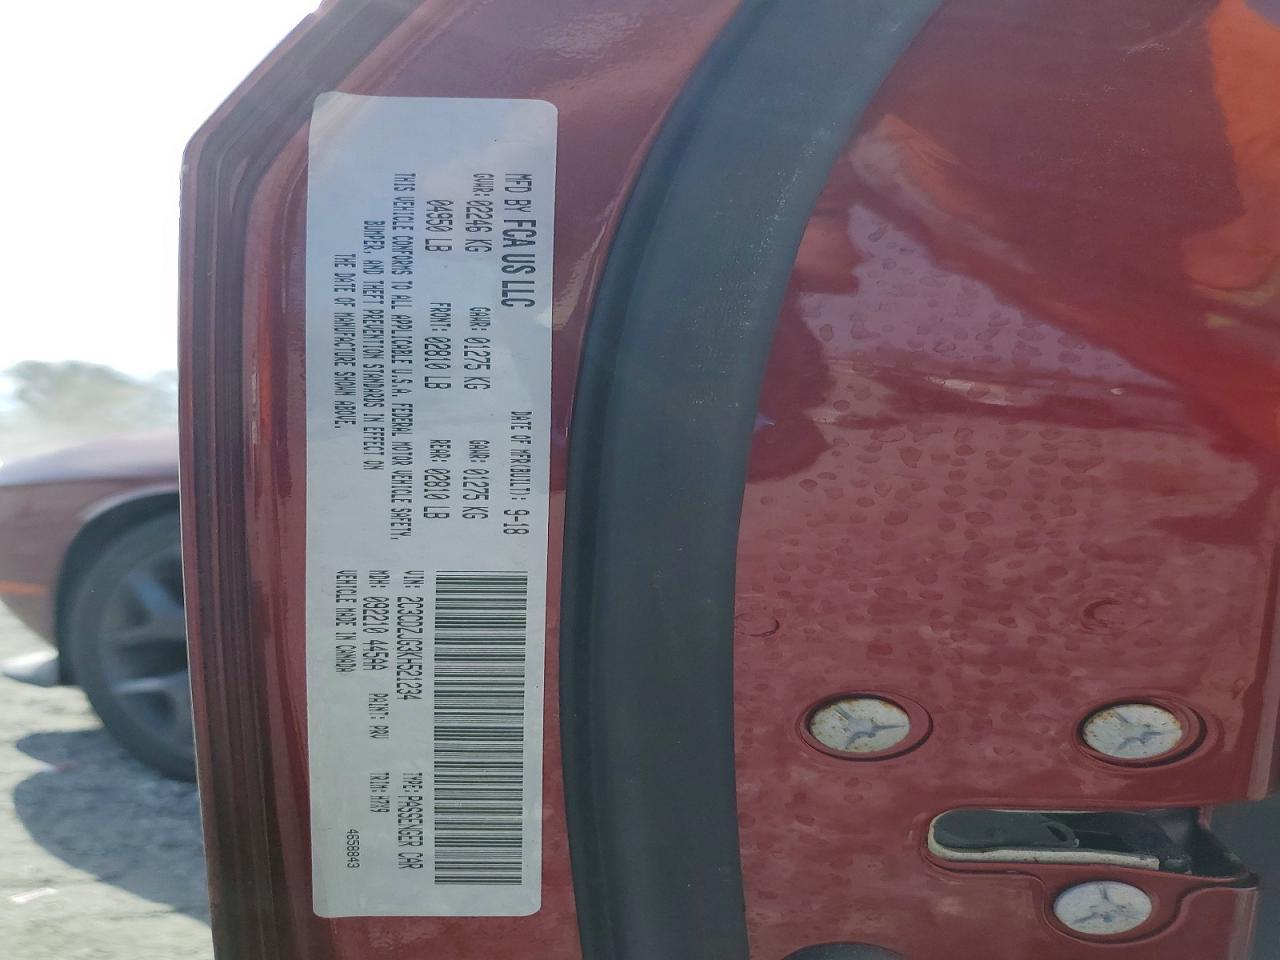 MFD BY FCA US LLC
DATE OF MFR(BUILT): 9-18
GVWR: 02246 KG GAWR: 01275 KG GAWR: 01275 KG
04950 LB FRONT: 02810 LB REAR: 02810 LB
THIS VEHICLE CONFORMS TO ALL APPLICABLE U.S.A. FEDERAL MOTOR VEHICLE SAFETY,
BUMPER, AND THEFT PREVENTION STANDARDS IN EFFECT ON
THE DATE OF MANUFACTURE SHOWN ABOVE.
VIN: 2C3CDZJG3KH521234 TYPE: PASSENGER CAR
MDH: 092210 445AA PAINT: PRV TRIM: H7X9
VEHICLE MADE IN CANADA 4658843